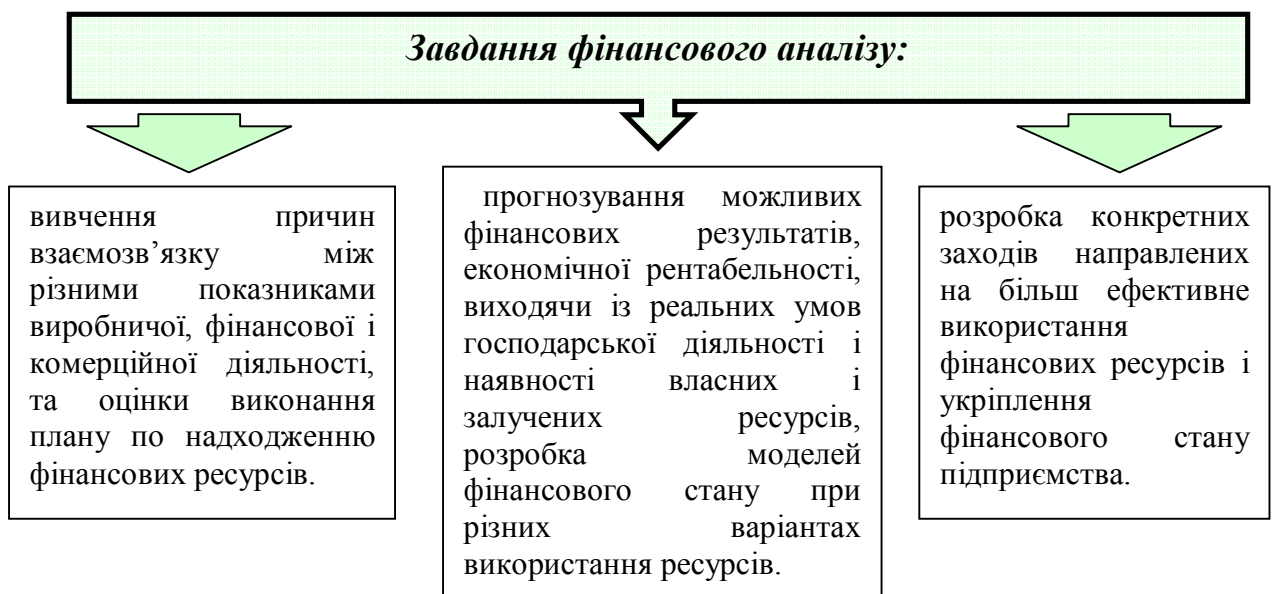 Завдання фінансового аналізу:
вивчення причин
взаємозв’язку між
різними показниками
виробничої, фінансової і
комерційної діяльності,
та оцінки виконання
плану по надходженню
фінансових ресурсів.
прогнозування можливих
фінансових результатів,
економічної рентабельності,
виходячи із реальних умов
господарської діяльності і
наявності власних і
залучених ресурсів,
розробка моделей
фінансового стану при
різних варіантах
використання ресурсів.
розробка конкретних
заходів направлених
на більш ефективне
використання
фінансових ресурсів і
укріплення
фінансового стану
підприємства.